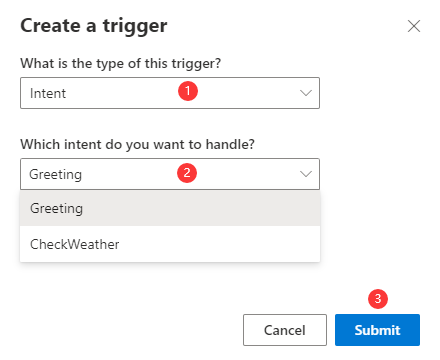 Create a trigger
What is the type of this trigger?
Intent 1
Which intent do you want to handle?
Greeting 2
Greeting
CheckWeather
3
Cancel Submit